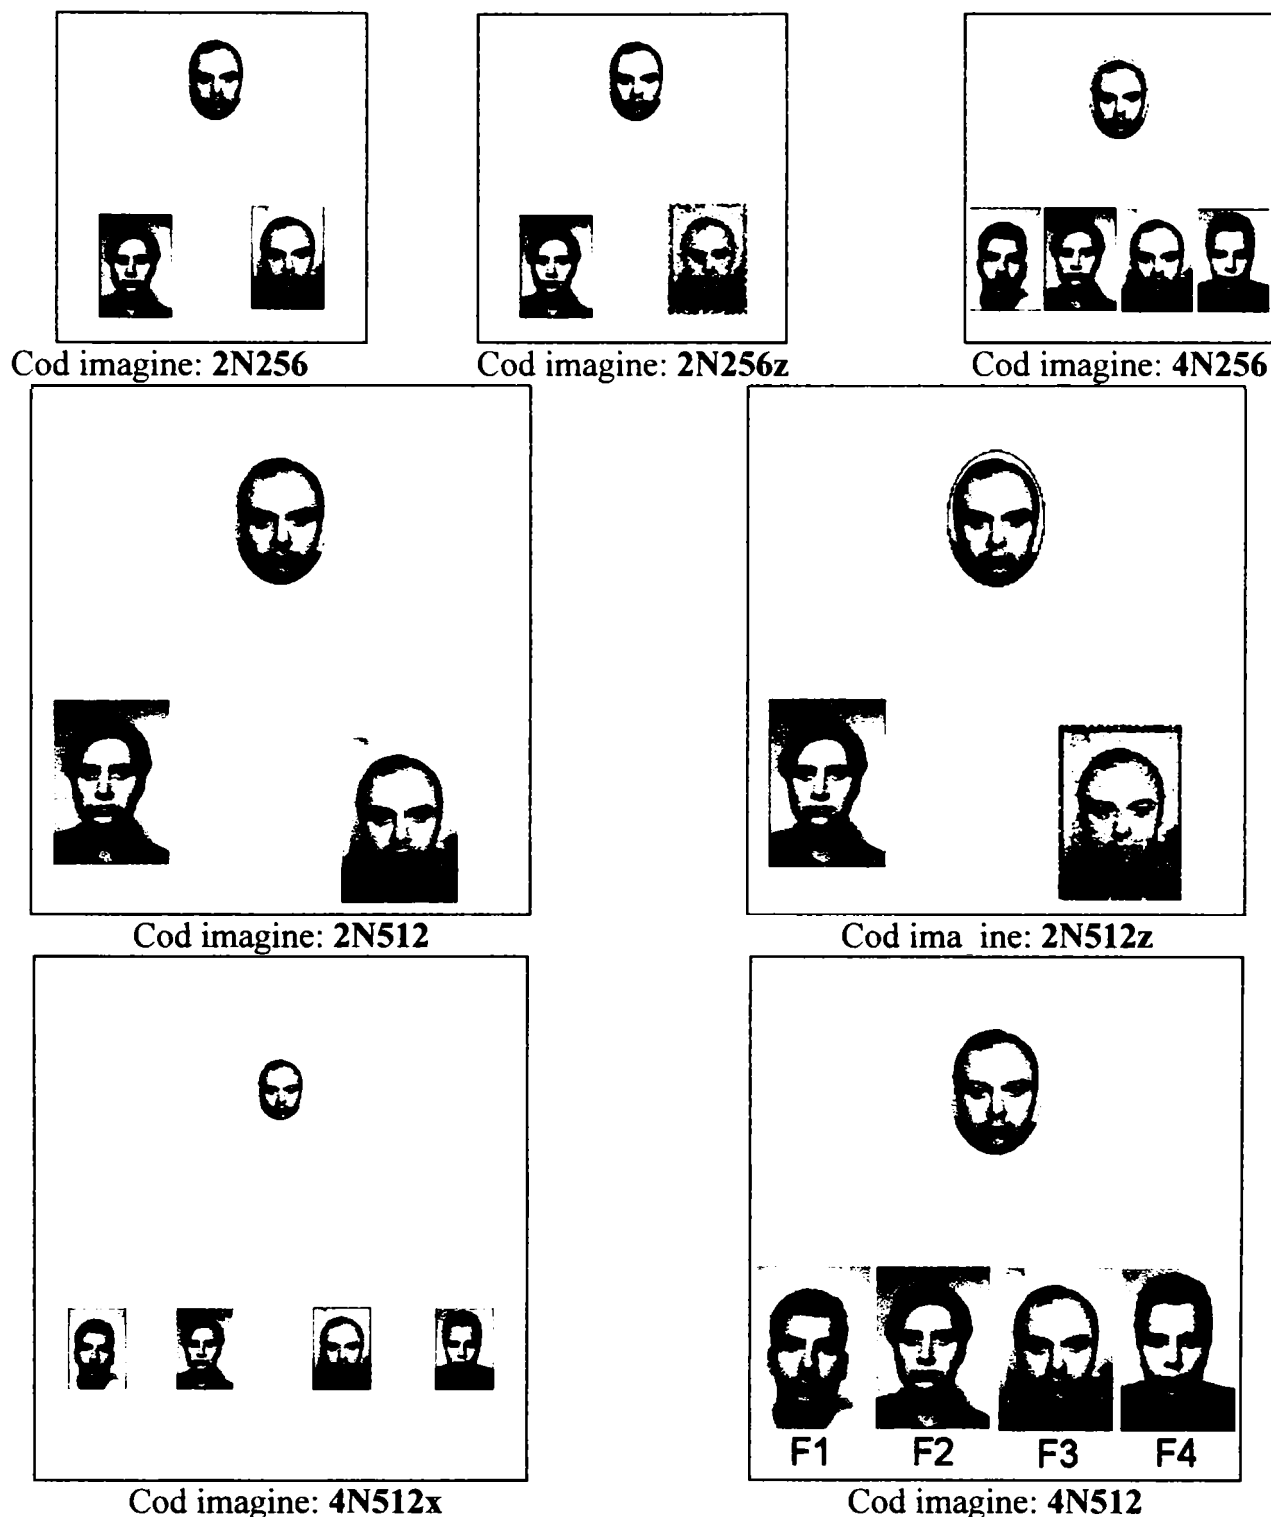 Cod imagine: 2N256
Cod imagine: 2N256z
Cod imagine: 4N256
Cod imagine: 2N512
Cod ima ine: 2N512z
F1 F2 F3 F4
Cod imagine: 4N512x
Cod imagine: 4N512